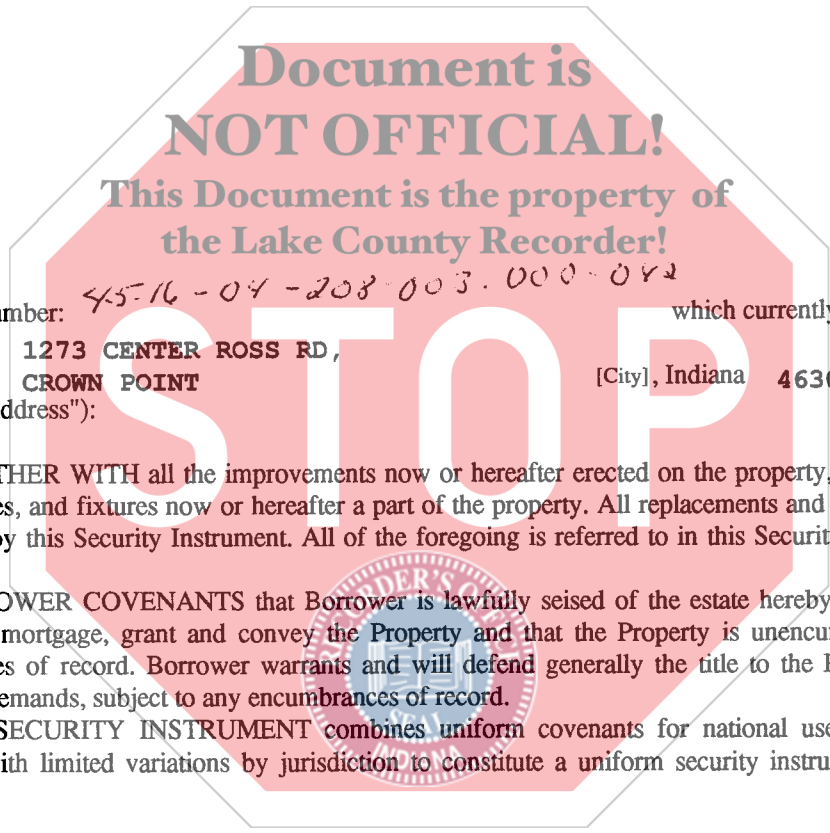 Document is
NOT OFFICIAL!
This Document is the property of
the Lake County Recorder!
mber: 45-16-04-208-003.000-042 which currently
1273 CENTER ROSS RD,
CROWN POINT [City], Indiana 4630
ddress"):
STOP
THER WITH all the improvements now or hereafter erected on the property,
es, and fixtures now or hereafter a part of the property. All replacements and
by this Security Instrument. All of the foregoing is referred to in this Securit
OWER COVENANTS that Borrower is lawfully seised of the estate hereby
mortgage, grant and convey the Property and that the Property is unencu
es of record. Borrower warrants and will defend generally the title to the
emands, subject to any encumbrances of record.
SECURITY INSTRUMENT combines uniform covenants for national use
ith limited variations by jurisdiction to constitute a uniform security instru
RECORDER'S OFFICE
SEAL
INDIANA